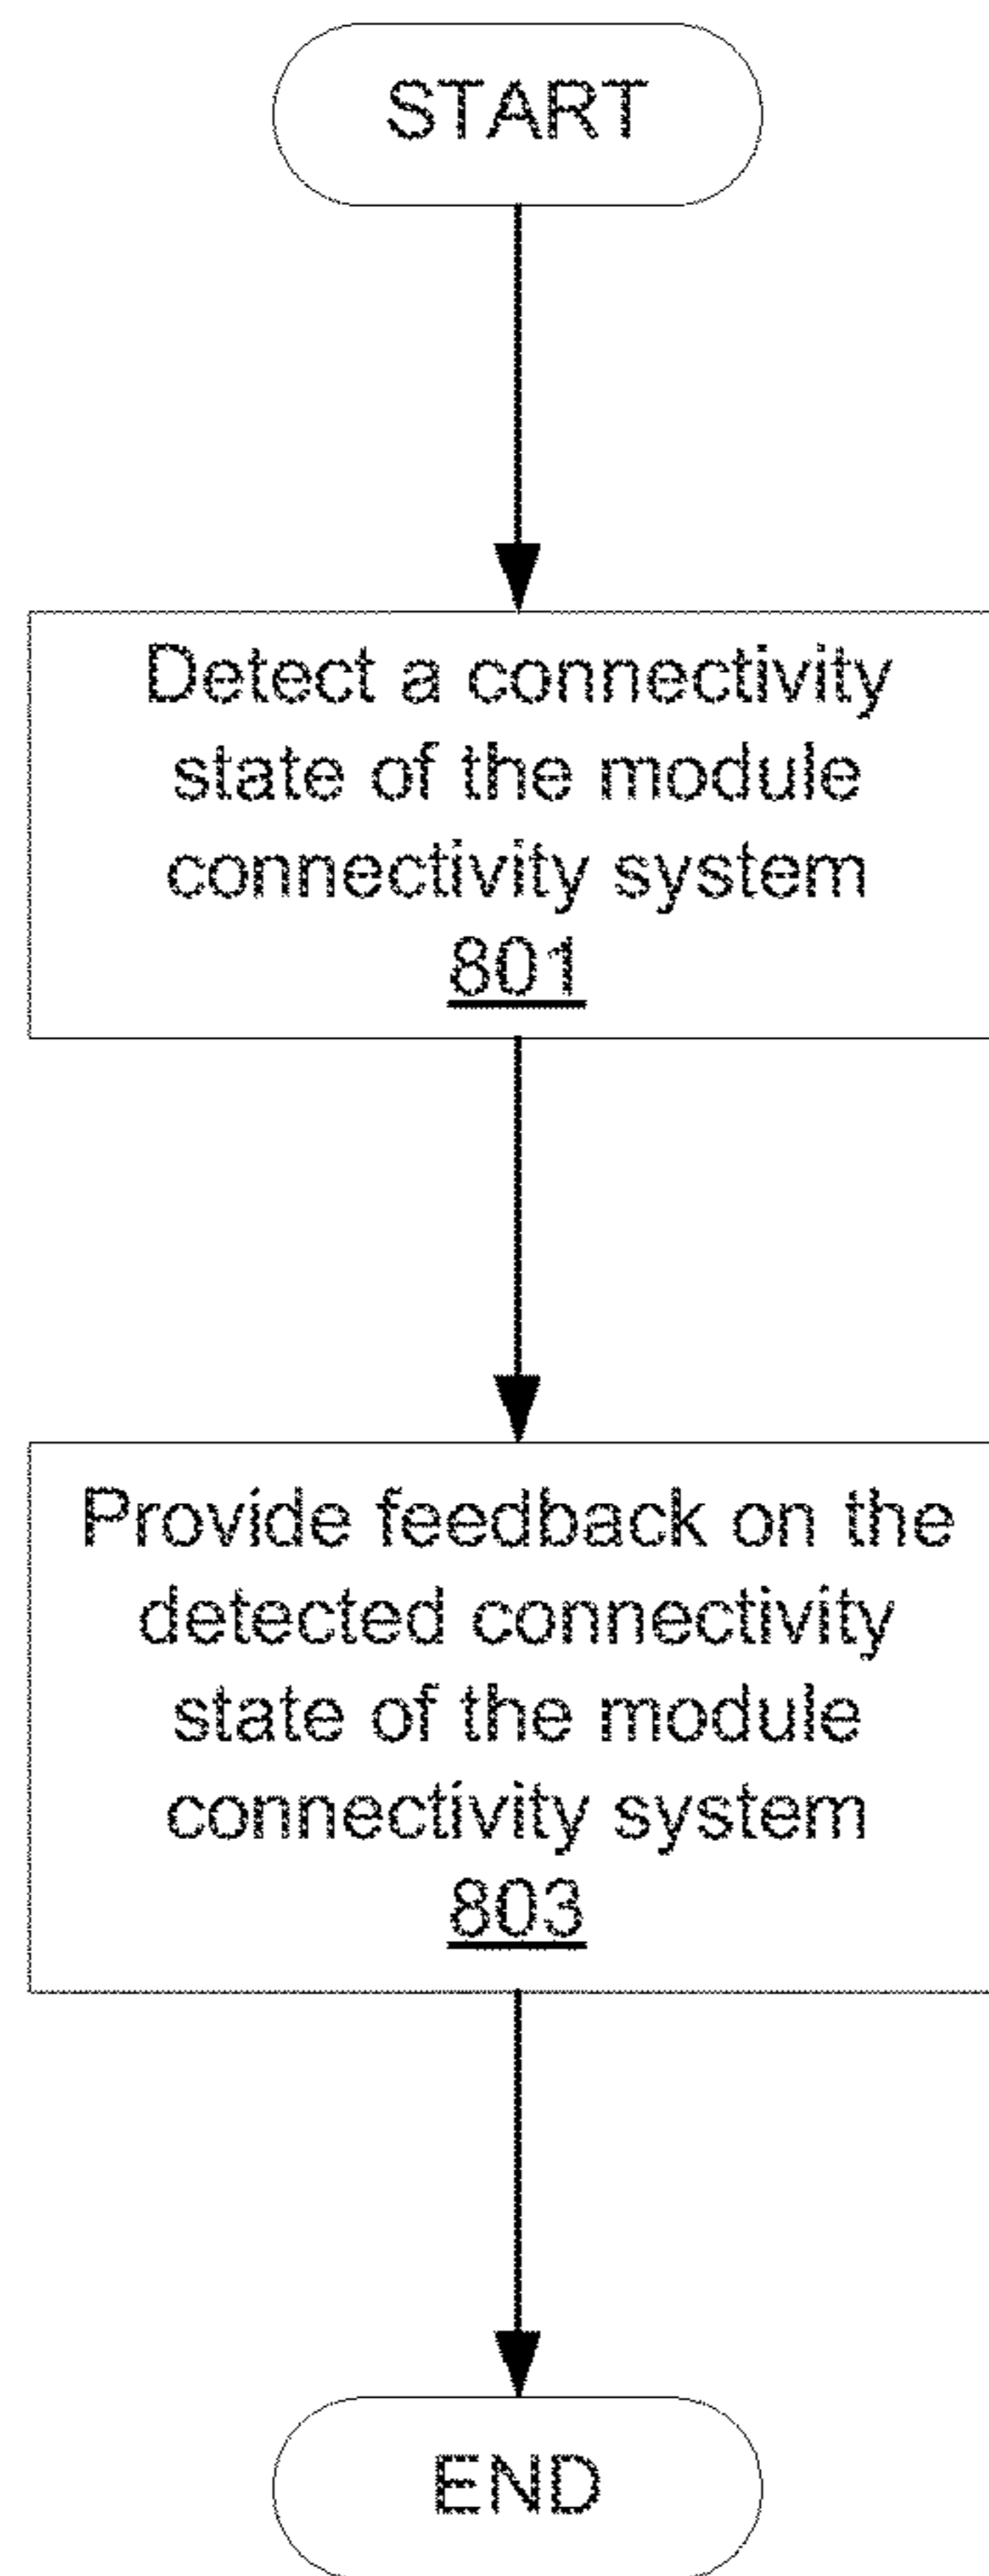 START
Detect a connectivity
state of the module
connectivity system
801
Provide feedback on the
detected connectivity
state of the module
connectivity system
803
END